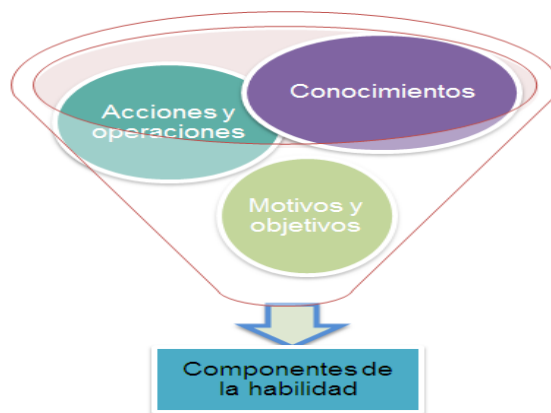 Acciones y
operaciones
Conocimientos
Motivos y
objetivos
Componentes de
la habilidad